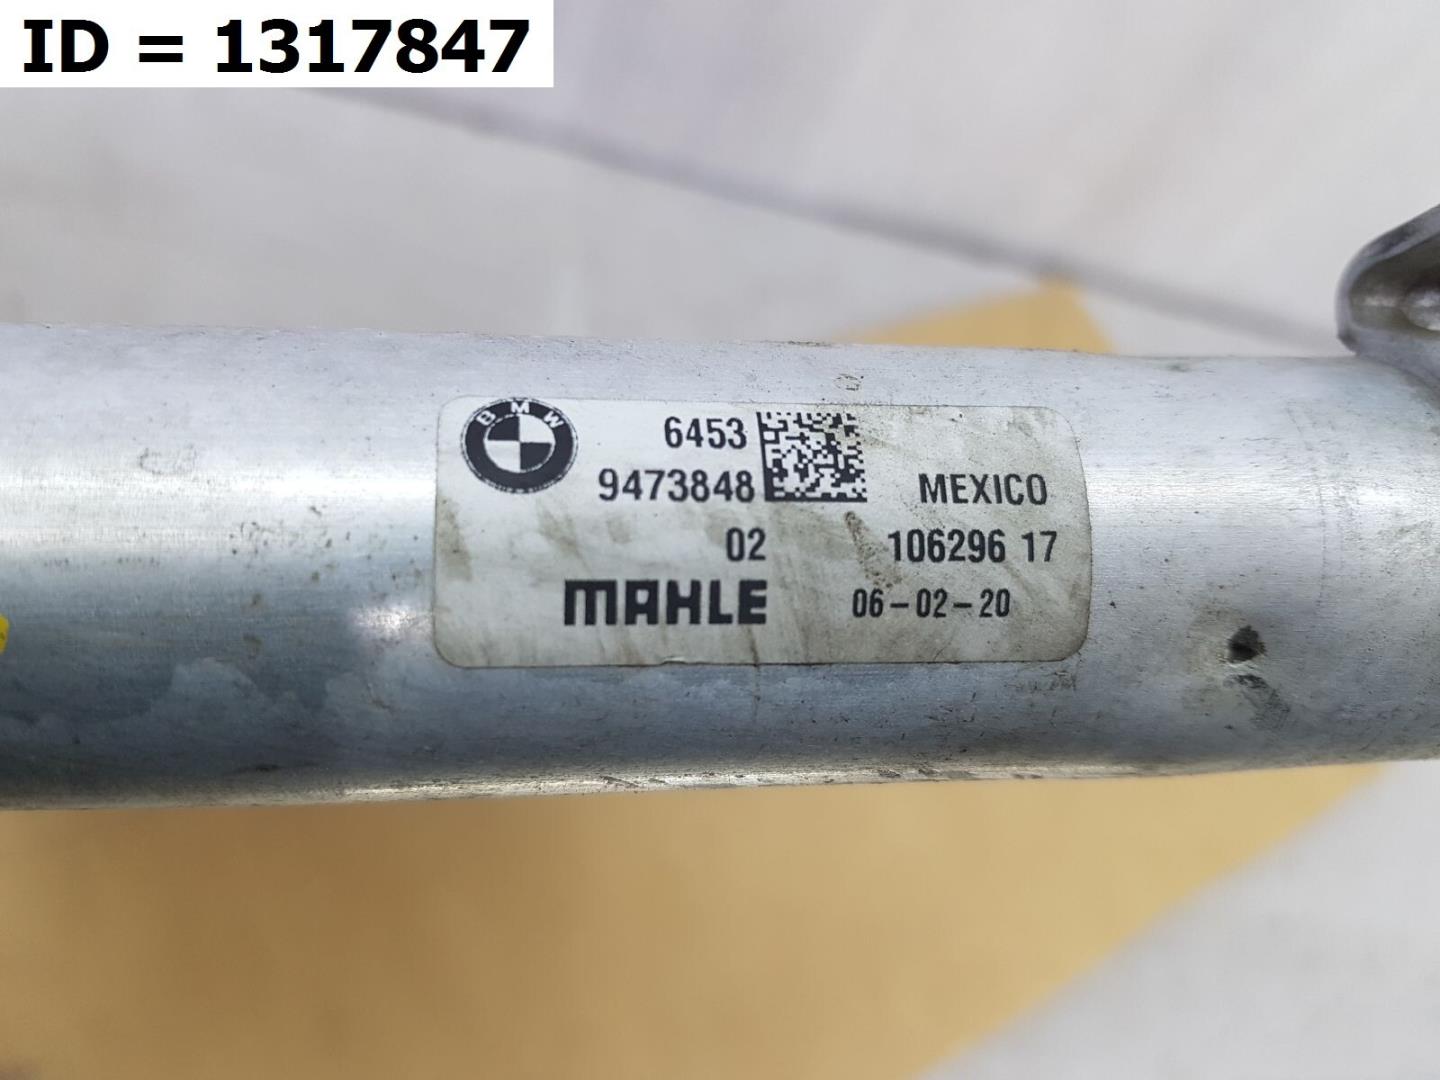 ID = 1317847
BMW
6453
9473848
MEXICO
02
106296 17
MAHLE
06-02-20